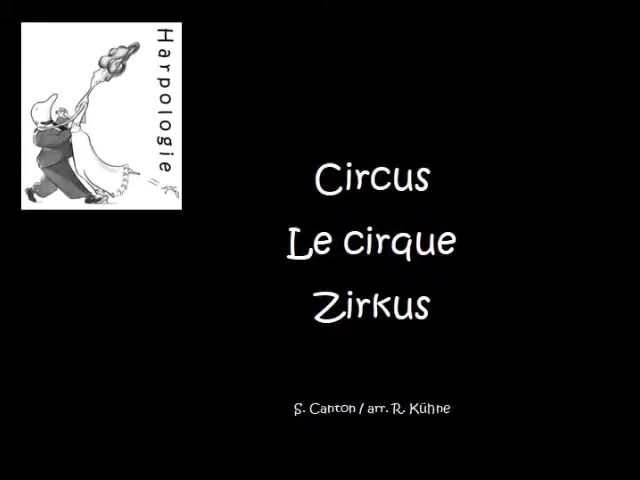 Harpologie
Circus
Le cirque
Zirkus
S. Canton / arr. R. Kühne